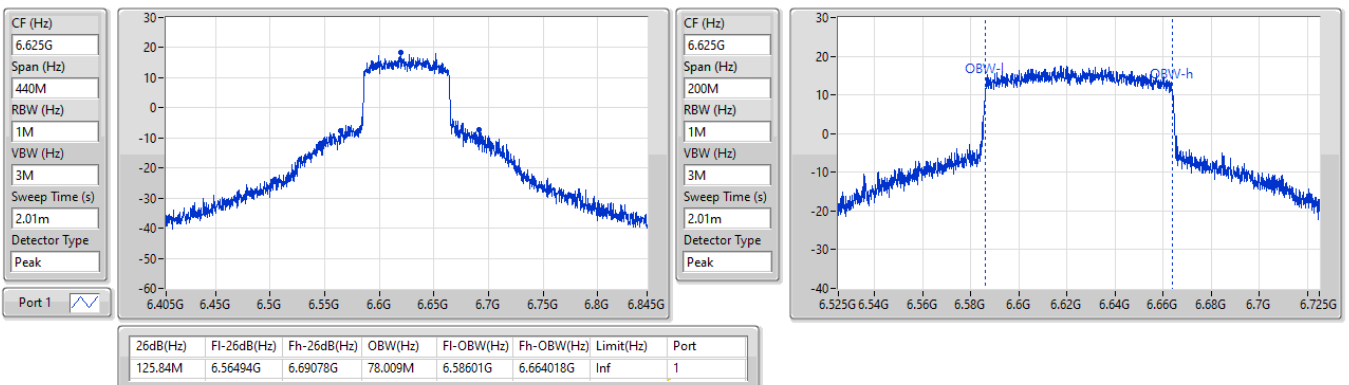 CF (Hz)
6.625G
Span (Hz)
440M
RBW (Hz)
1M
VBW (Hz)
3M
Sweep Time (s)
2.01m
Detector Type
Peak
Port 1
30
20
10
0
-10
-20
-30
-40
-50
-60
6.405G 6.45G 6.5G 6.55G 6.6G 6.65G 6.7G 6.75G 6.8G 6.845G
CF (Hz)
6.625G
Span (Hz)
200M
RBW (Hz)
1M
VBW (Hz)
3M
Sweep Time (s)
2.01m
Detector Type
Peak
30
20
10
0
-10
-20
-30
-40
OBW-l
OBW-h
6.525G 6.54G 6.56G 6.58G 6.6G 6.62G 6.64G 6.66G 6.68G 6.7G 6.725G
26dB(Hz) Fl-26dB(Hz) Fh-26dB(Hz) OBW(Hz) Fl-OBW(Hz) Fh-OBW(Hz) Limit(Hz) Port
125.84M 6.56494G 6.69078G 78.009M 6.58601G 6.664018G Inf 1